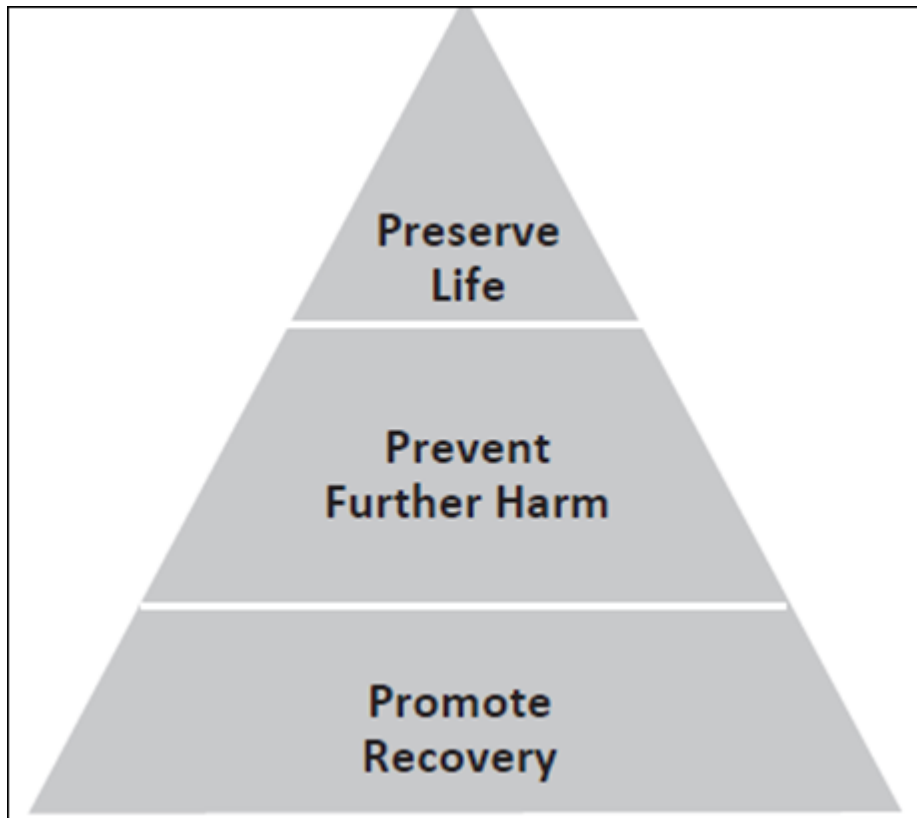 Preserve
Life
Prevent
Further Harm
Promote
Recovery